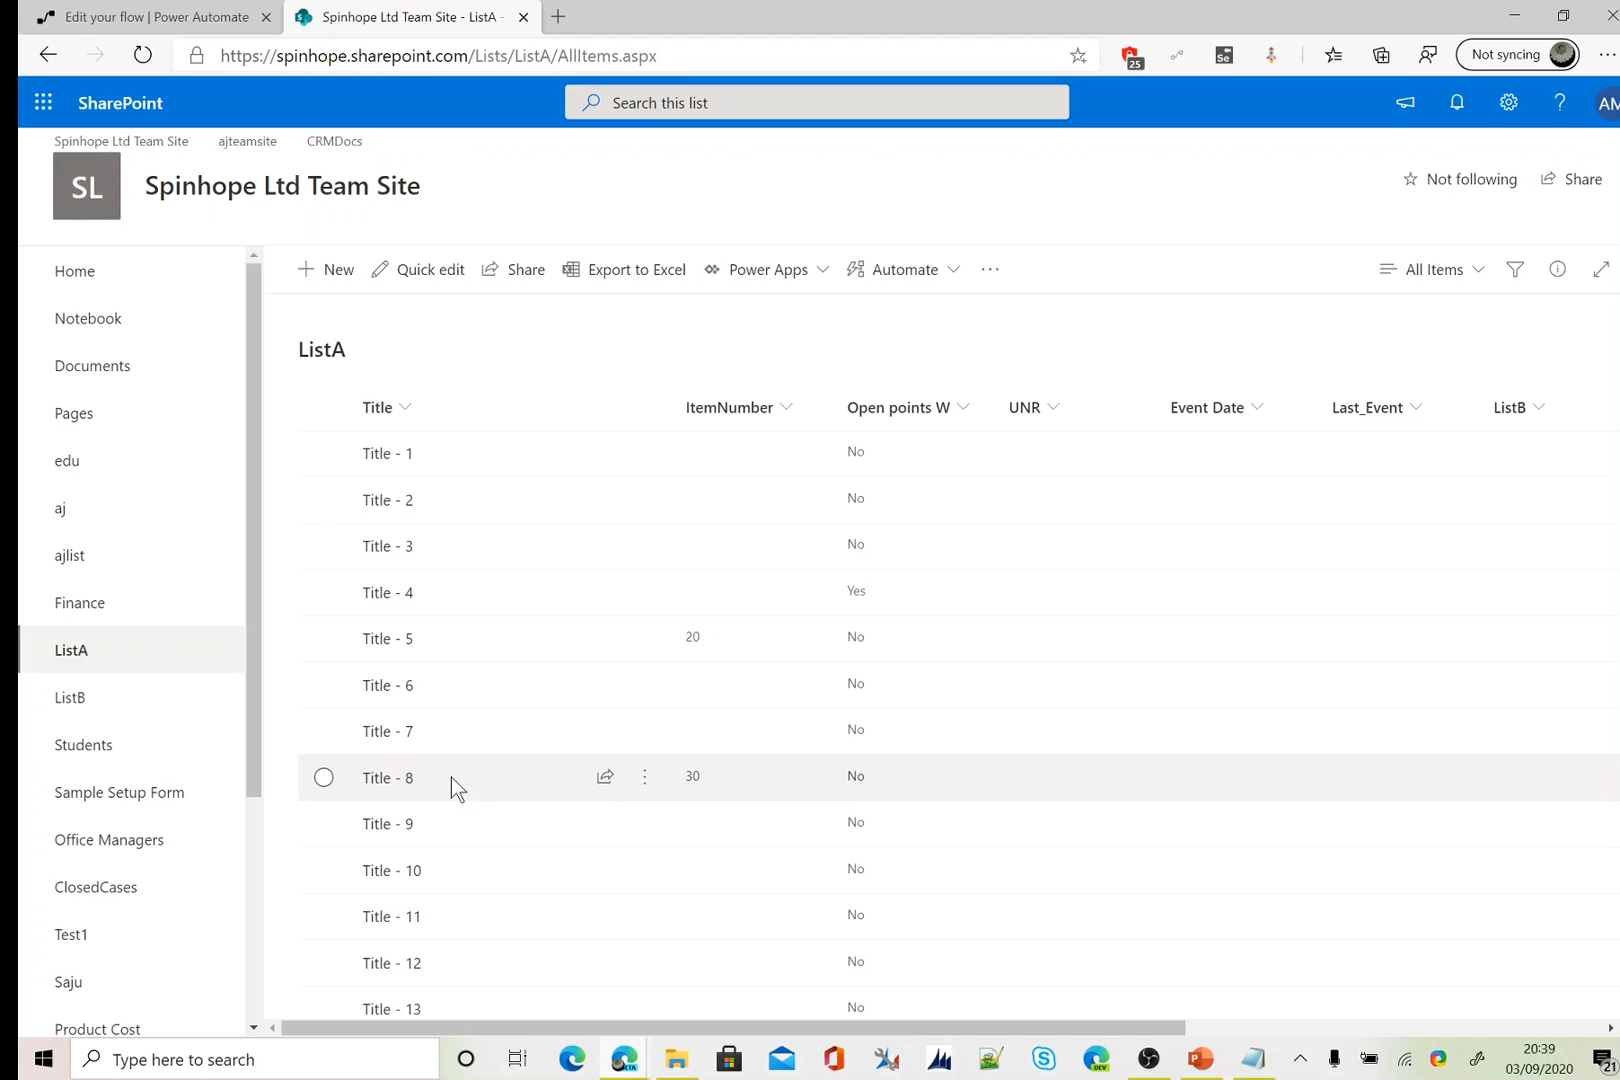 Edit your flow | Power Automate
Spinhope Ltd Team Site - ListA -
https://spinhope.sharepoint.com/Lists/ListA/AllItems.aspx
25
Se
Not syncing
SharePoint
Search this list
AM
Spinhope Ltd Team Site ajteamsite CRMDocs
SL
Spinhope Ltd Team Site
Not following
Share
Home
Notebook
Documents
Pages
edu
aj
ajlist
Finance
ListA
ListB
Students
Sample Setup Form
Office Managers
ClosedCases
Test1
Saju
Product Cost
New Quick edit Share Export to Excel Power Apps Automate ···
All Items
ListA
Title ItemNumber Open points W UNR Event Date Last_Event ListB
Title - 1 No
Title - 2 No
Title - 3 No
Title - 4 Yes
Title - 5 20 No
Title - 6 No
Title - 7 No
Title - 8 30 No
Title - 9 No
Title - 10 No
Title - 11 No
Title - 12 No
Title - 13 No
Type here to search
BETA
DEV
20:39
03/09/2020
21